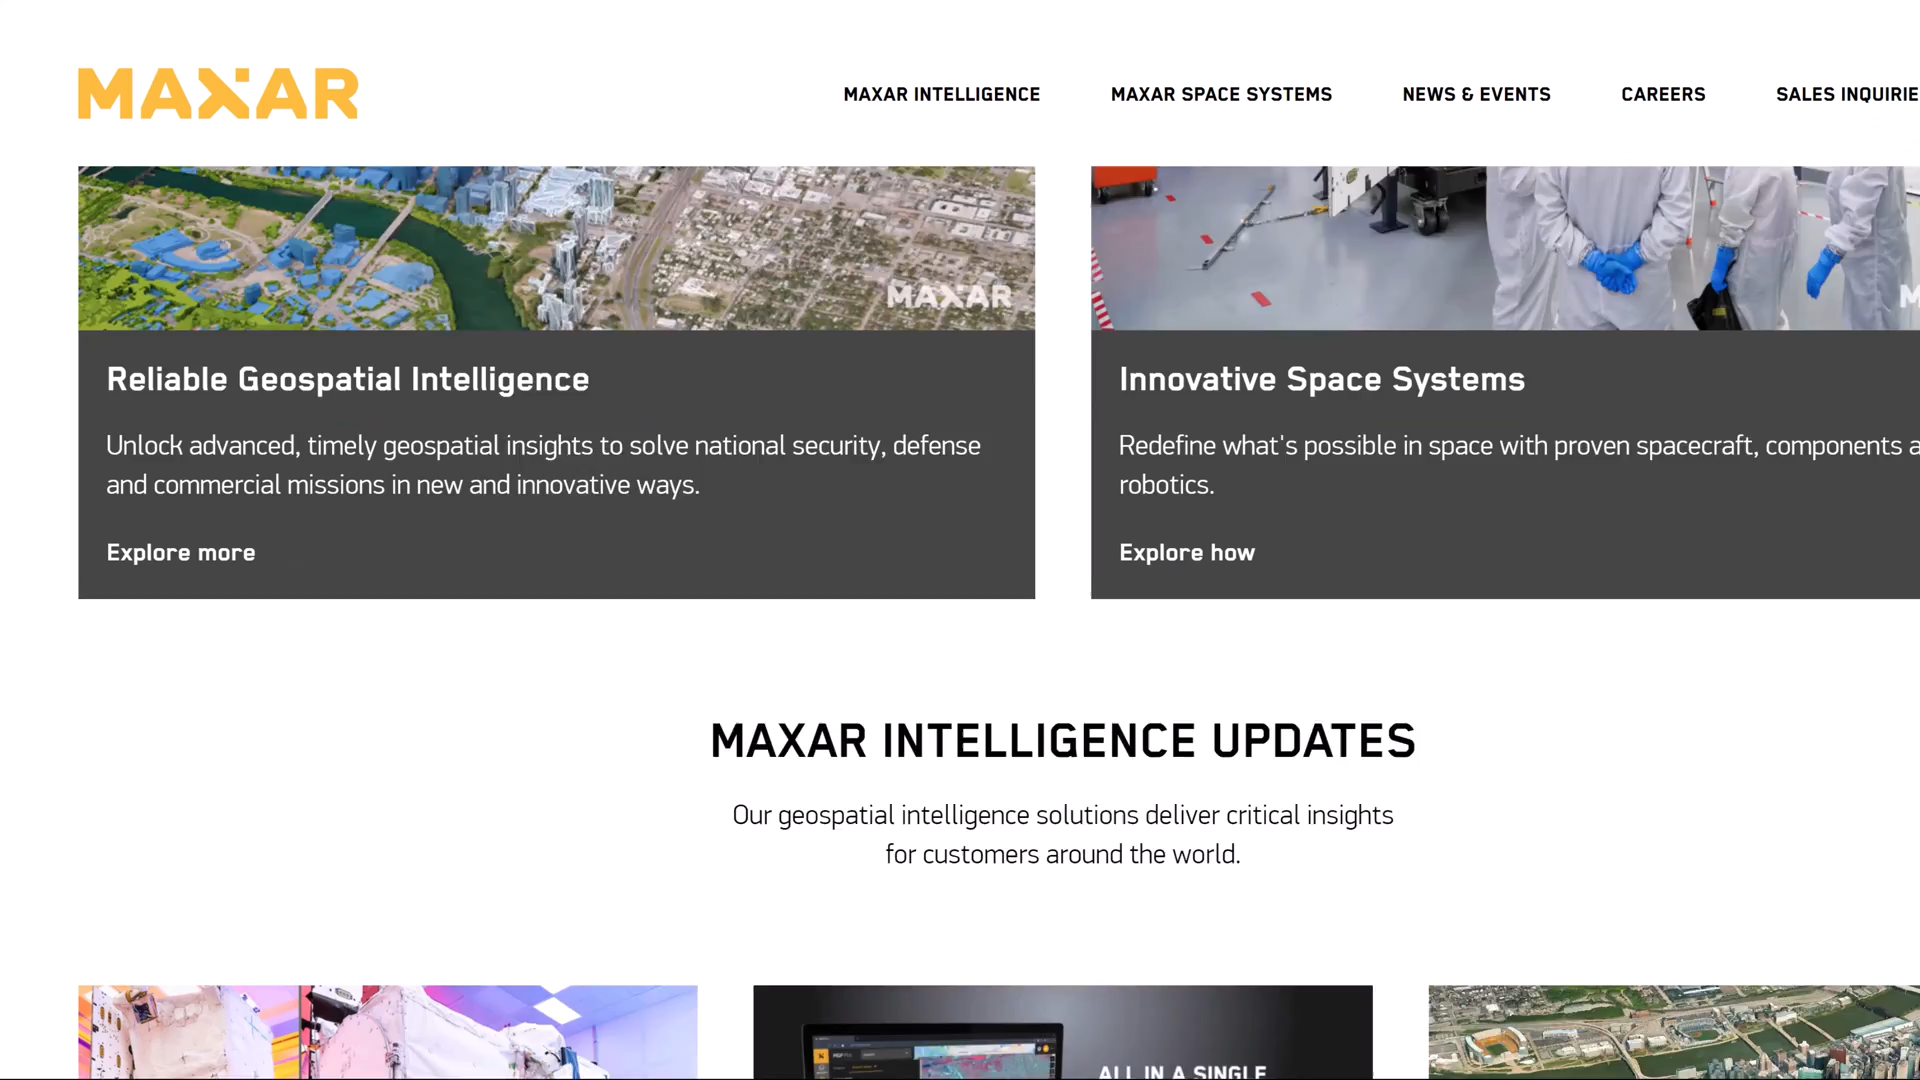 MAXAR
MAXAR INTELLIGENCE
MAXAR SPACE SYSTEMS
NEWS & EVENTS
CAREERS
SALES INQUIRIE
MAXAR
Reliable Geospatial Intelligence
Unlock advanced, timely geospatial insights to solve national security, defense
and commercial missions in new and innovative ways.
Explore more
Innovative Space Systems
Redefine what's possible in space with proven spacecraft, components a
robotics.
Explore how
MAXAR INTELLIGENCE UPDATES
Our geospatial intelligence solutions deliver critical insights
for customers around the world.
ALL IN A SINGLE